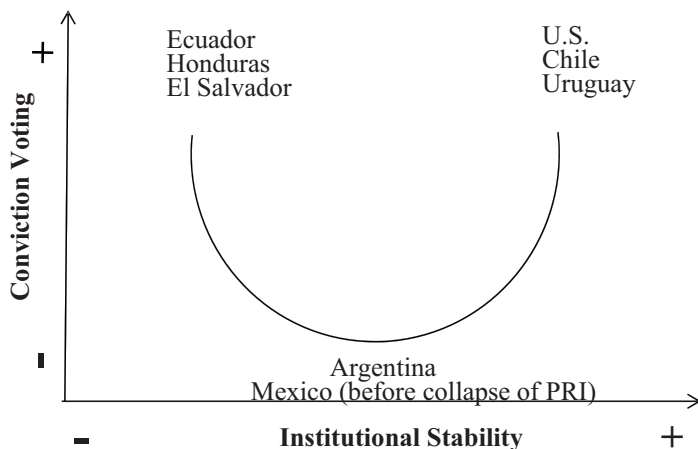 Ecuador
Honduras
El Salvador
U.S.
Chile
Uruguay
+
Conviction Voting
-
Argentina
Mexico (before collapse of PRI)
-
Institutional Stability
+